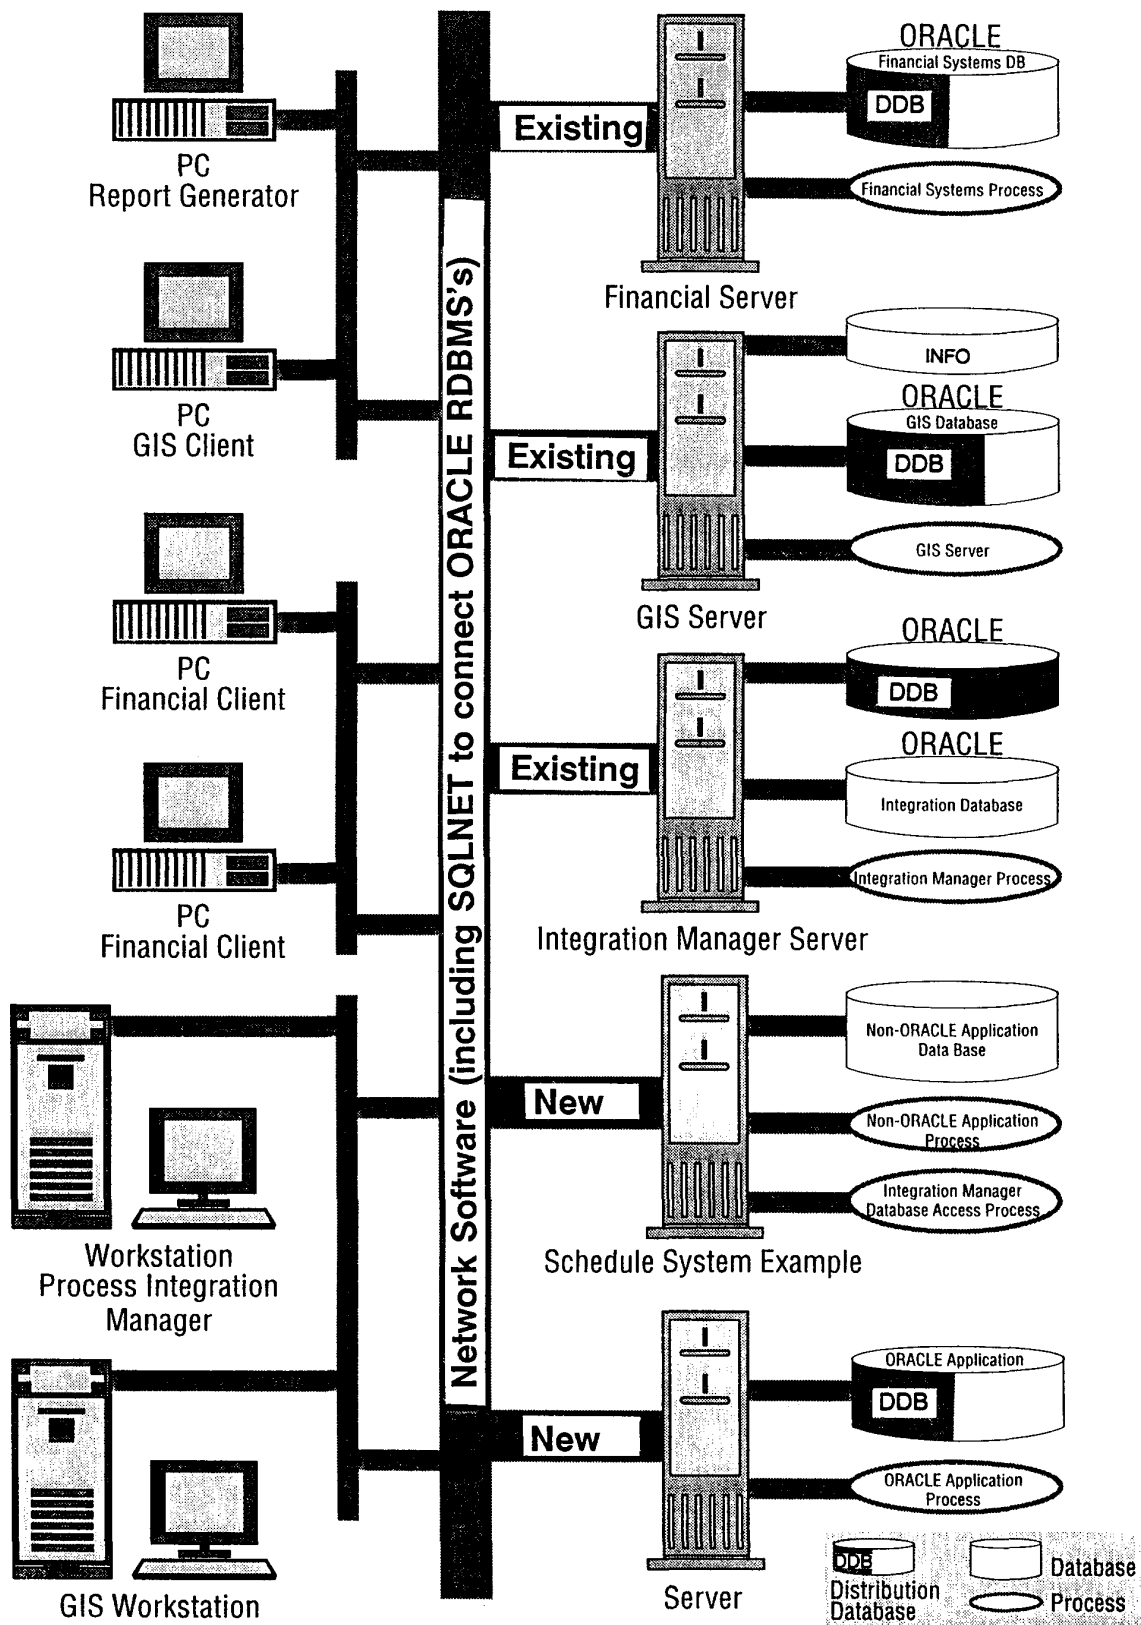 PC
Report Generator
PC
GIS Client
PC
Financial Client
PC
Financial Client
Workstation
Process Integration
Manager
GIS Workstation
Network Software (including SQLNET to connect ORACLE RDBMS's)
Existing
Financial Server
ORACLE
Financial Systems DB
DDB
Financial Systems Process
Existing
GIS Server
INFO
ORACLE
GIS Database
DDB
GIS Server
Existing
Integration Manager Server
ORACLE
DDB
ORACLE
Integration Database
Integration Manager Process
New
Schedule System Example
Non-ORACLE Application
Data Base
Non-ORACLE Application
Process
Integration Manager
Database Access Process
New
Server
ORACLE Application
DDB
ORACLE Application
Process
DDB
Distribution
Database
Database
Process